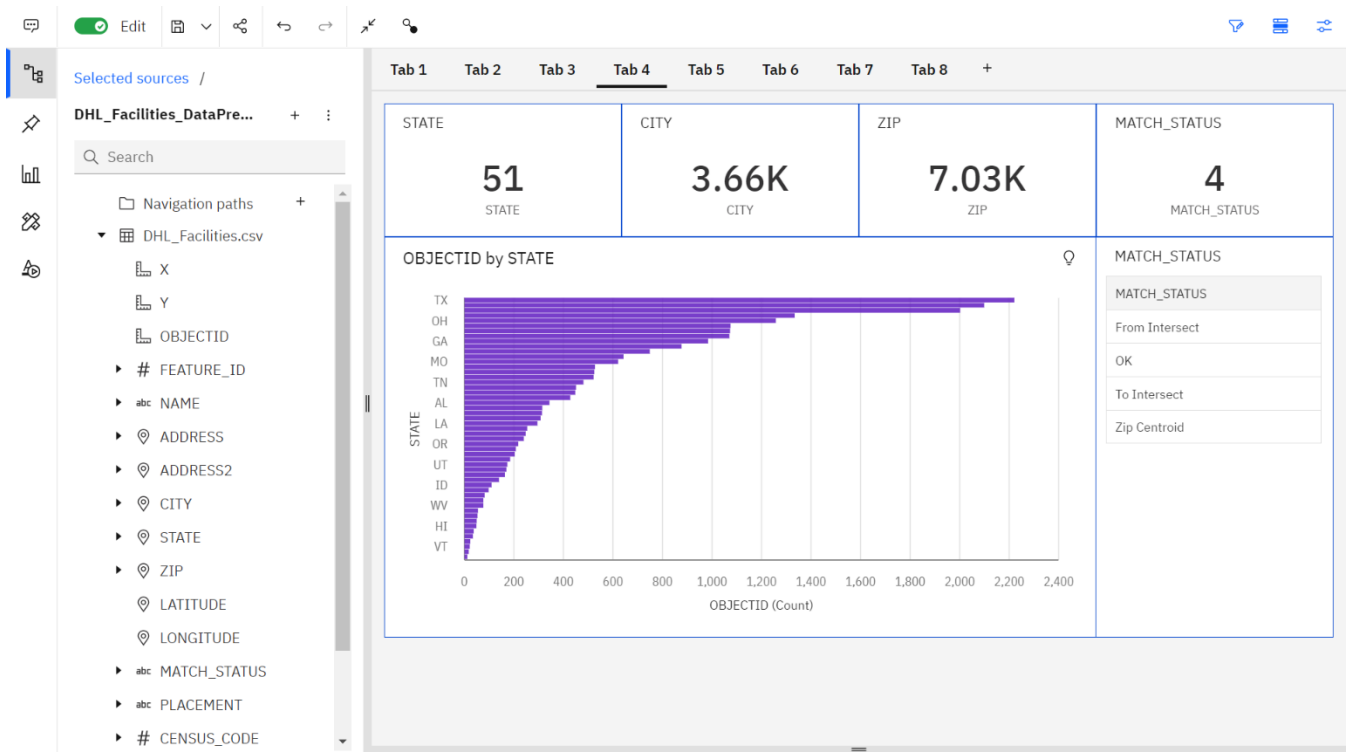 Edit
Selected sources /
DHL_Facilities_DataPre...
Search
Navigation paths
DHL_Facilities.csv
X
Y
OBJECTID
# FEATURE_ID
abc NAME
ADDRESS
ADDRESS2
CITY
STATE
ZIP
LATITUDE
LONGITUDE
abc MATCH_STATUS
abc PLACEMENT
# CENSUS_CODE
Tab 1 Tab 2 Tab 3 Tab 4 Tab 5 Tab 6 Tab 7 Tab 8 +
STATE
51
STATE
CITY
3.66K
CITY
ZIP
7.03K
ZIP
MATCH_STATUS
4
MATCH_STATUS
OBJECTID by STATE
STATE
TX
OH
GA
MO
TN
AL
LA
OR
UT
ID
WV
HI
VT
0 200 400 600 800 1,000 1,200 1,400 1,600 1,800 2,000 2,200 2,400
OBJECTID (Count)
MATCH_STATUS
MATCH_STATUS
From Intersect
OK
To Intersect
Zip Centroid